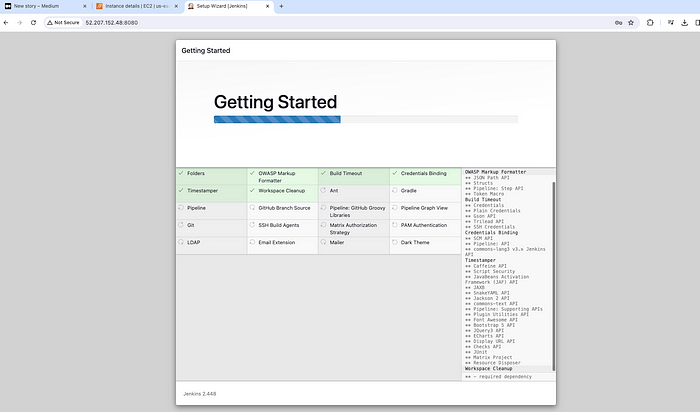 New story – Medium
Instance details | EC2 | us-e
Setup Wizard [Jenkins]
Not Secure
52.207.152.48:8080
Getting Started
Getting Started
Folders
OWASP Markup
Formatter
Build Timeout
Credentials Binding
Timestamper
Workspace Cleanup
Ant
Gradle
Pipeline
GitHub Branch Source
Pipeline: GitHub Groovy
Libraries
Pipeline Graph View
Git
SSH Build Agents
Matrix Authorization
Strategy
PAM Authentication
LDAP
Email Extension
Mailer
Dark Theme
OWASP Markup Formatter
** JSON Path API
** Structs
** Pipeline: Step API
** Token Macro
Build Timeout
** Credentials
** Plain Credentials
** Gson API
** Trilead API
** SSH Credentials
Credentials Binding
** SCM API
** Pipeline: API
** commons-lang3 v3.x Jenkins
API
Timestamper
** Caffeine API
** Script Security
** JavaBeans Activation
Framework (JAF) API
** JAXB
** SnakeYAML API
** Jackson 2 API
** commons-text API
** Pipeline: Supporting APIs
** Plugin Utilities API
** Font Awesome API
** Bootstrap 5 API
** JQuery3 API
** ECharts API
** Display URL API
** Checks API
** JUnit
** Matrix Project
** Resource Disposer
Workspace Cleanup
** - required dependency
Jenkins 2.448